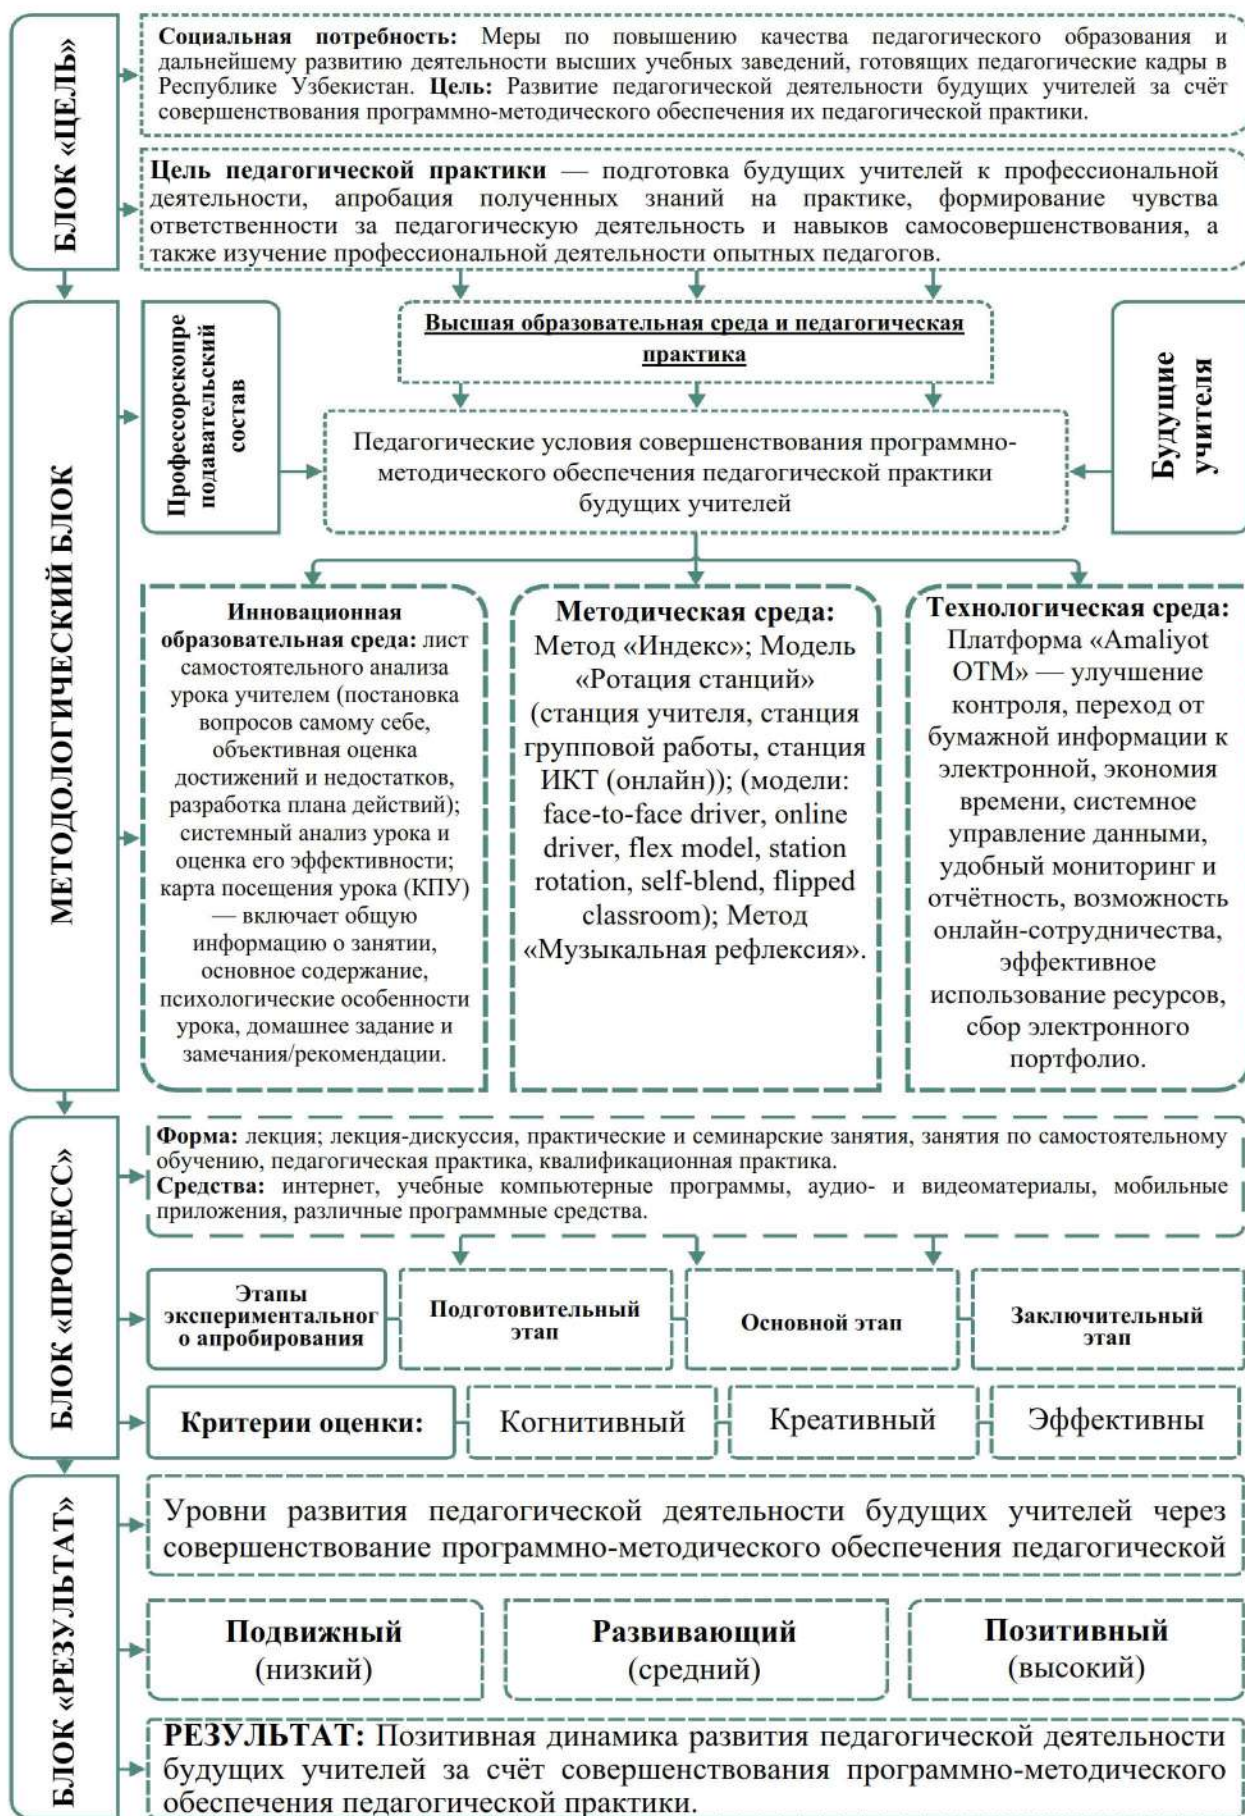 БЛОК «ЦЕЛЬ»
Социальная потребность: Меры по повышению качества педагогического образования и
дальнейшему развитию деятельности высших учебных заведений, готовящих педагогические кадры в
Республике Узбекистан. Цель: Развитие педагогической деятельности будущих учителей за счёт
совершенствования программно-методического обеспечения их педагогической практики.
Цель педагогической практики — подготовка будущих учителей к профессиональной
деятельности, апробация полученных знаний на практике, формирование чувства
ответственности за педагогическую деятельность и навыков самосовершенствования, а
также изучение профессиональной деятельности опытных педагогов.
МЕТОДОЛОГИЧЕСКИЙ БЛОК
Профессорскопре
подавательский
состав
Высшая образовательная среда и педагогическая
практика
Будущие
учителя
Педагогические условия совершенствования программно-
методического обеспечения педагогической практики
будущих учителей
Инновационная
образовательная среда: лист
самостоятельного анализа
урока учителем (постановка
вопросов самому себе,
объективная оценка
достижений и недостатков,
разработка плана действий);
системный анализ урока и
оценка его эффективности;
карта посещения урока (КПУ)
— включает общую
информацию о занятии,
основное содержание,
психологические особенности
урока, домашнее задание и
замечания/рекомендации.
Методическая среда:
Метод «Индекс»; Модель
«Ротация станций»
(станция учителя, станция
групповой работы, станция
ИКТ (онлайн)); (модели:
face-to-face driver, online
driver, flex model, station
rotation, self-blend, flipped
classroom); Метод
«Музыкальная рефлексия».
Технологическая среда:
Платформа «Amaliyot
OTM» — улучшение
контроля, переход от
бумажной информации к
электронной, экономия
времени, системное
управление данными,
удобный мониторинг и
отчётность, возможность
онлайн-сотрудничества,
эффективное
использование ресурсов,
сбор электронного
портфолио.
БЛОК «ПРОЦЕСС»
Форма: лекция; лекция-дискуссия, практические и семинарские занятия, занятия по самостоятельному
обучению, педагогическая практика, квалификационная практика.
Средства: интернет, учебные компьютерные программы, аудио- и видеоматериалы, мобильные
приложения, различные программные средства.
Этапы
экспериментальног
о апробирования
Подготовительный
этап
Основной этап
Заключительный
этап
Критерии оценки:
Когнитивный
Креативный
Эффективны
БЛОК «РЕЗУЛЬТАТ»
Уровни развития педагогической деятельности будущих учителей через
совершенствование программно-методического обеспечения педагогической
Подвижный
(низкий)
Развивающий
(средний)
Позитивный
(высокий)
РЕЗУЛЬТАТ: Позитивная динамика развития педагогической деятельности
будущих учителей за счёт совершенствования программно-методического
обеспечения педагогической практики.